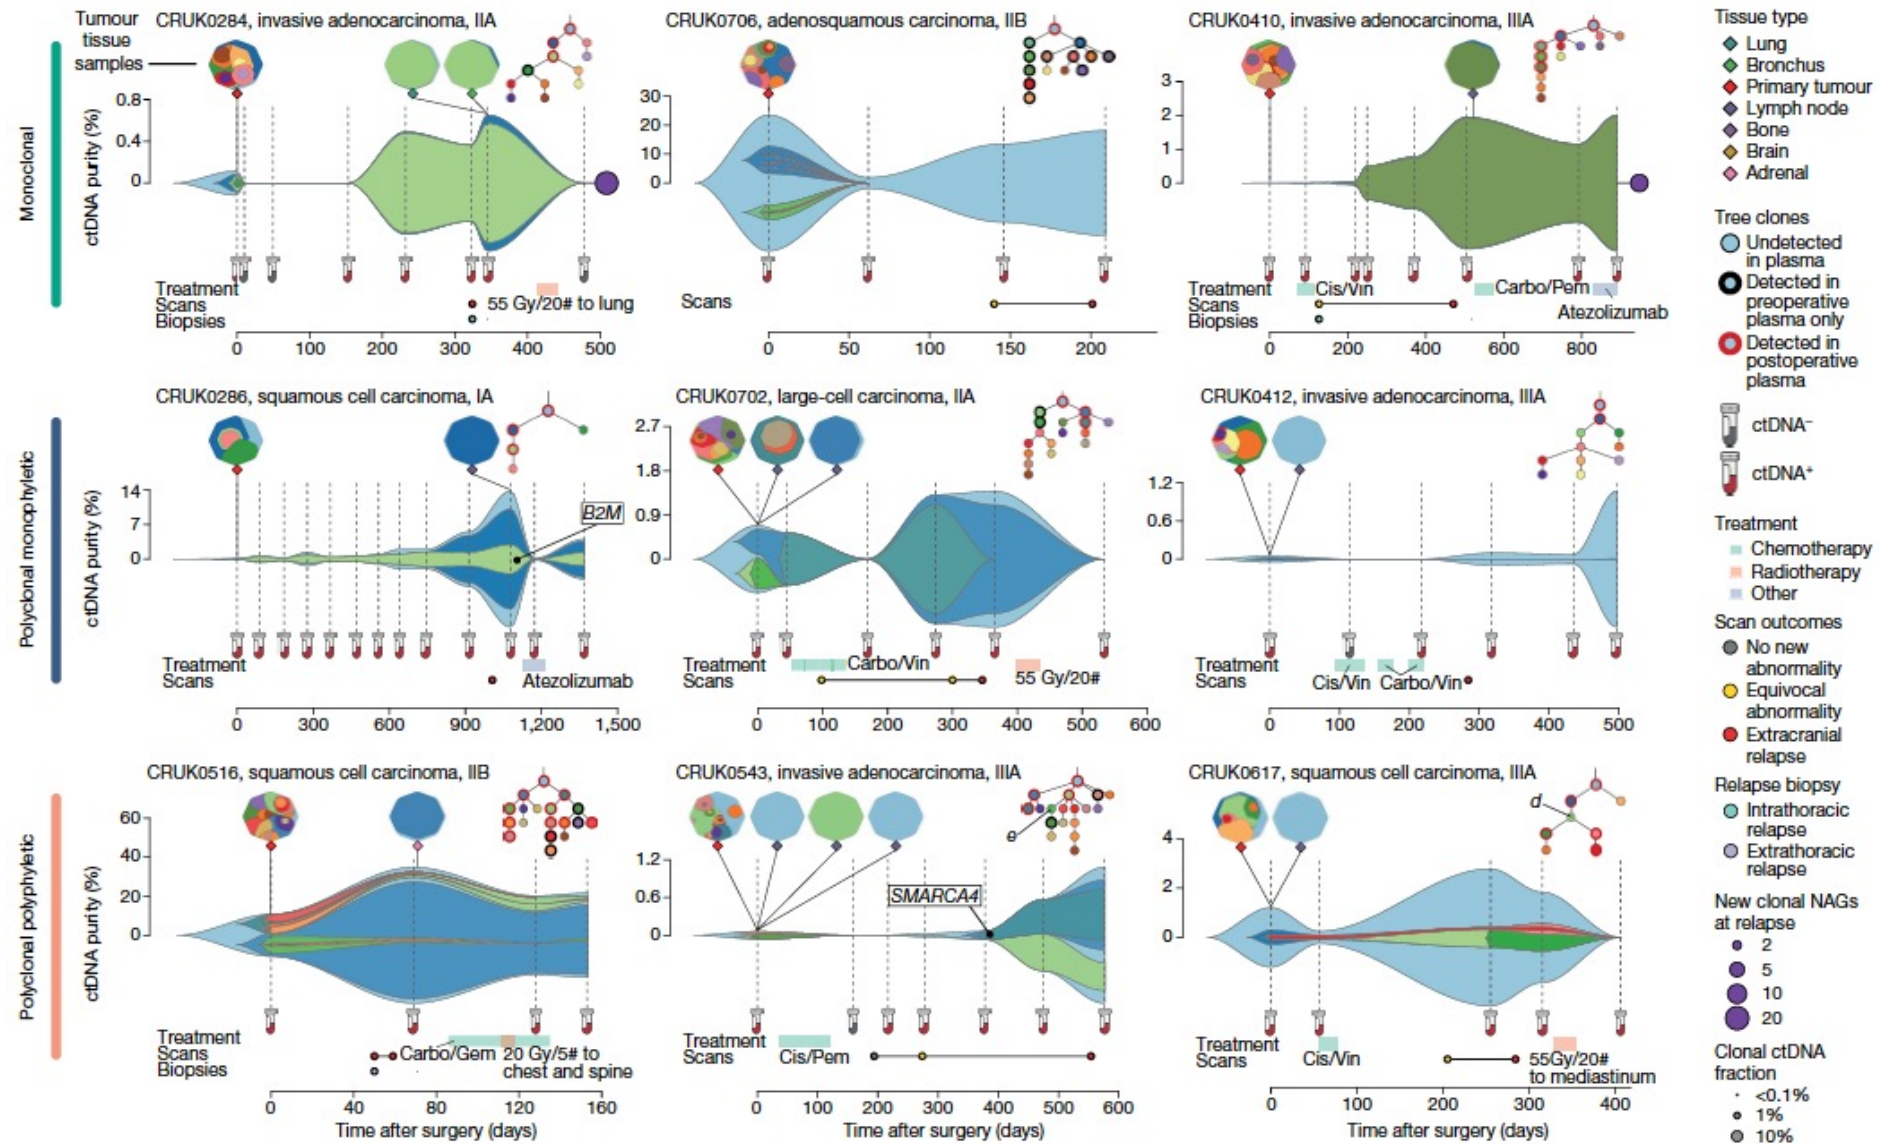 Tumour
tissue
samples
CRUK0284, invasive adenocarcinoma, IIA
CRUK0706, adenosquamous carcinoma, IIB
CRUK0410, invasive adenocarcinoma, IIIA
Monoclonal
ctDNA purity (%)
0.8
0.4
0
30
20
10
0
3
2
1
0
Treatment
Scans
Biopsies
55 Gy/20# to lung
0 100 200 300 400 500
Scans
0 50 100 150 200
Treatment
Scans
Biopsies
Cis/Vin
Carbo/Pem
Atezolizumab
0 200 400 600 800
CRUK0286, squamous cell carcinoma, IA
CRUK0702, large-cell carcinoma, IIA
CRUK0412, invasive adenocarcinoma, IIIA
Polyclonal monophyletic
ctDNA purity (%)
14
7
0
B2M
2.7
1.8
0.9
0
1.2
0.6
0
Treatment
Scans
Atezolizumab
0 300 600 900 1,200 1,500
Treatment
Scans
Carbo/Vin
55 Gy/20#
0 100 200 300 400 500 600
Treatment
Scans
Cis/Vin Carbo/Vin
0 100 200 300 400 500
CRUK0516, squamous cell carcinoma, IIB
CRUK0543, invasive adenocarcinoma, IIIA
CRUK0617, squamous cell carcinoma, IIIA
Polyclonal polyphyletic
ctDNA purity (%)
60
40
20
0
1.2
0.6
0
SMARCA4
e
4
2
0
d
Treatment
Scans
Biopsies
Carbo/Gem
20 Gy/5# to
chest and spine
0 40 80 120 160
Time after surgery (days)
Treatment
Scans
Cis/Pem
0 100 200 300 400 500 600
Time after surgery (days)
Treatment
Scans
Cis/Vin
55Gy/20#
to mediastinum
0 100 200 300 400
Time after surgery (days)
Tissue type
Lung
Bronchus
Primary tumour
Lymph node
Bone
Brain
Adrenal
Tree clones
Undetected
in plasma
Detected in
preoperative
plasma only
Detected in
postoperative
plasma
ctDNA⁻
ctDNA⁺
Treatment
Chemotherapy
Radiotherapy
Other
Scan outcomes
No new
abnormality
Equivocal
abnormality
Extracranial
relapse
Relapse biopsy
Intrathoracic
relapse
Extrathoracic
relapse
New clonal NAGs
at relapse
2
5
10
20
Clonal ctDNA
fraction
<0.1%
1%
10%